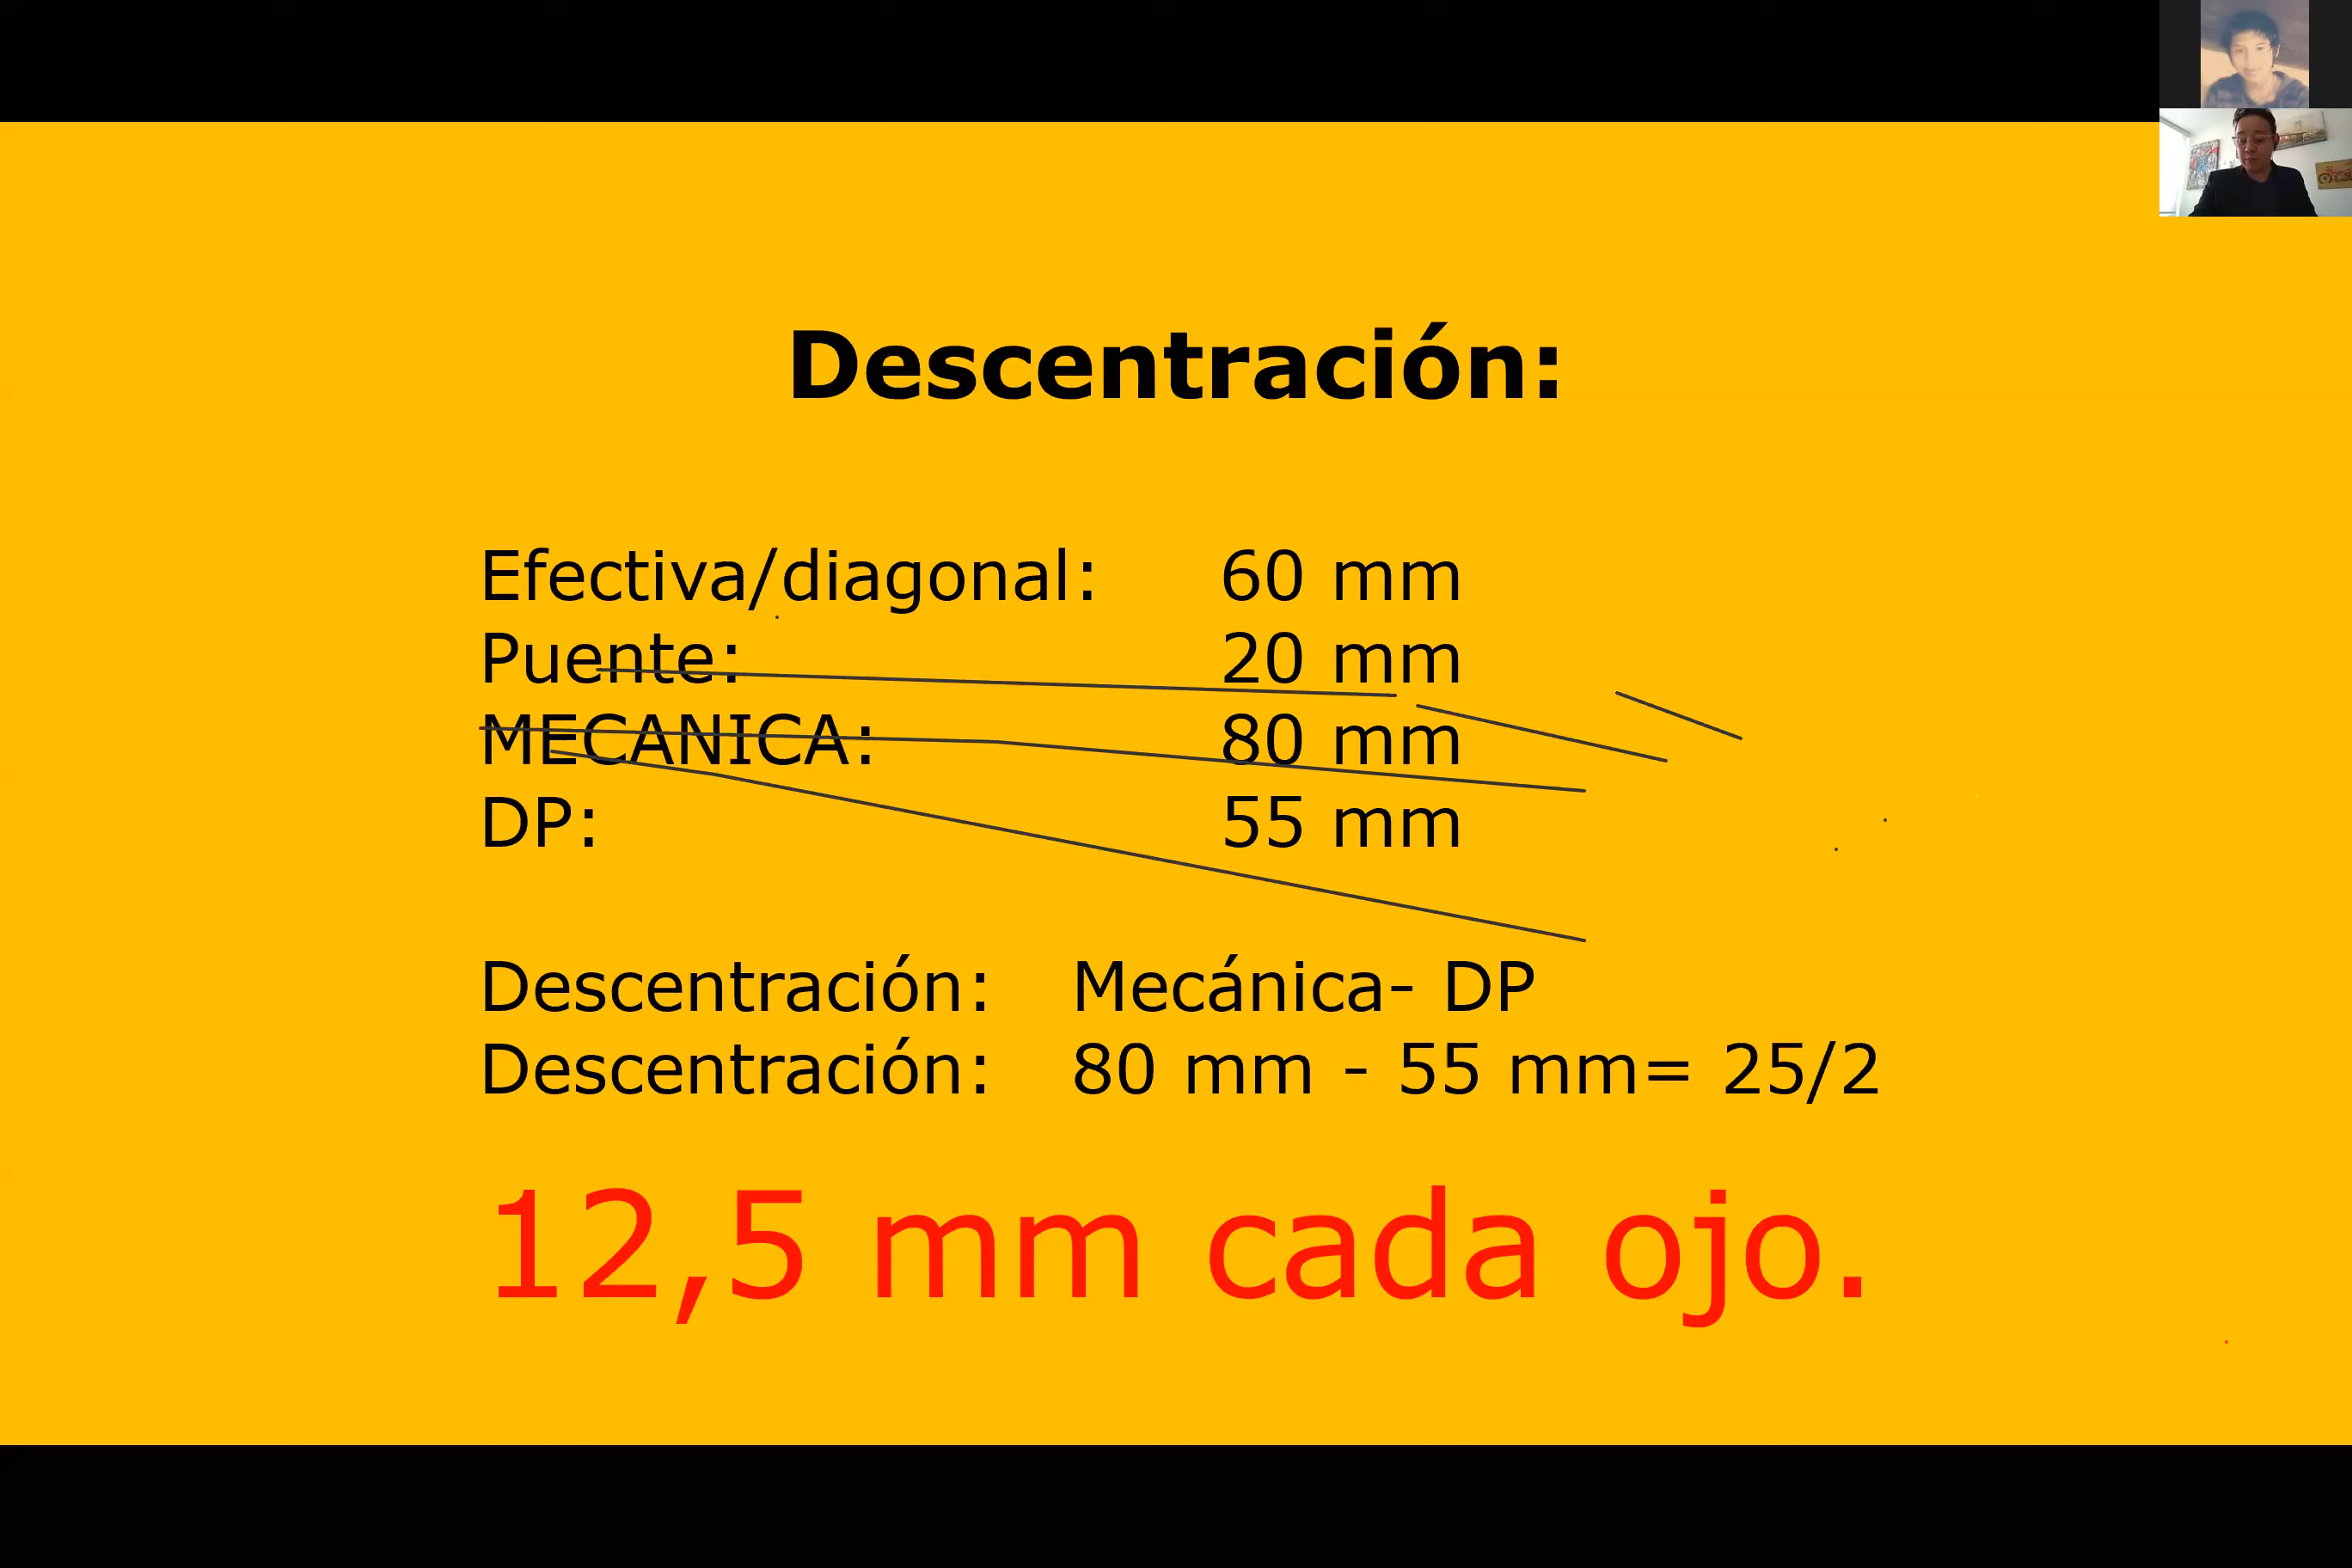 Descentración:
Efectiva/diagonal: 60 mm
Puente: 20 mm
MECANICA: 80 mm
DP: 55 mm
Descentración: Mecánica- DP
Descentración: 80 mm - 55 mm= 25/2
12,5 mm cada ojo.